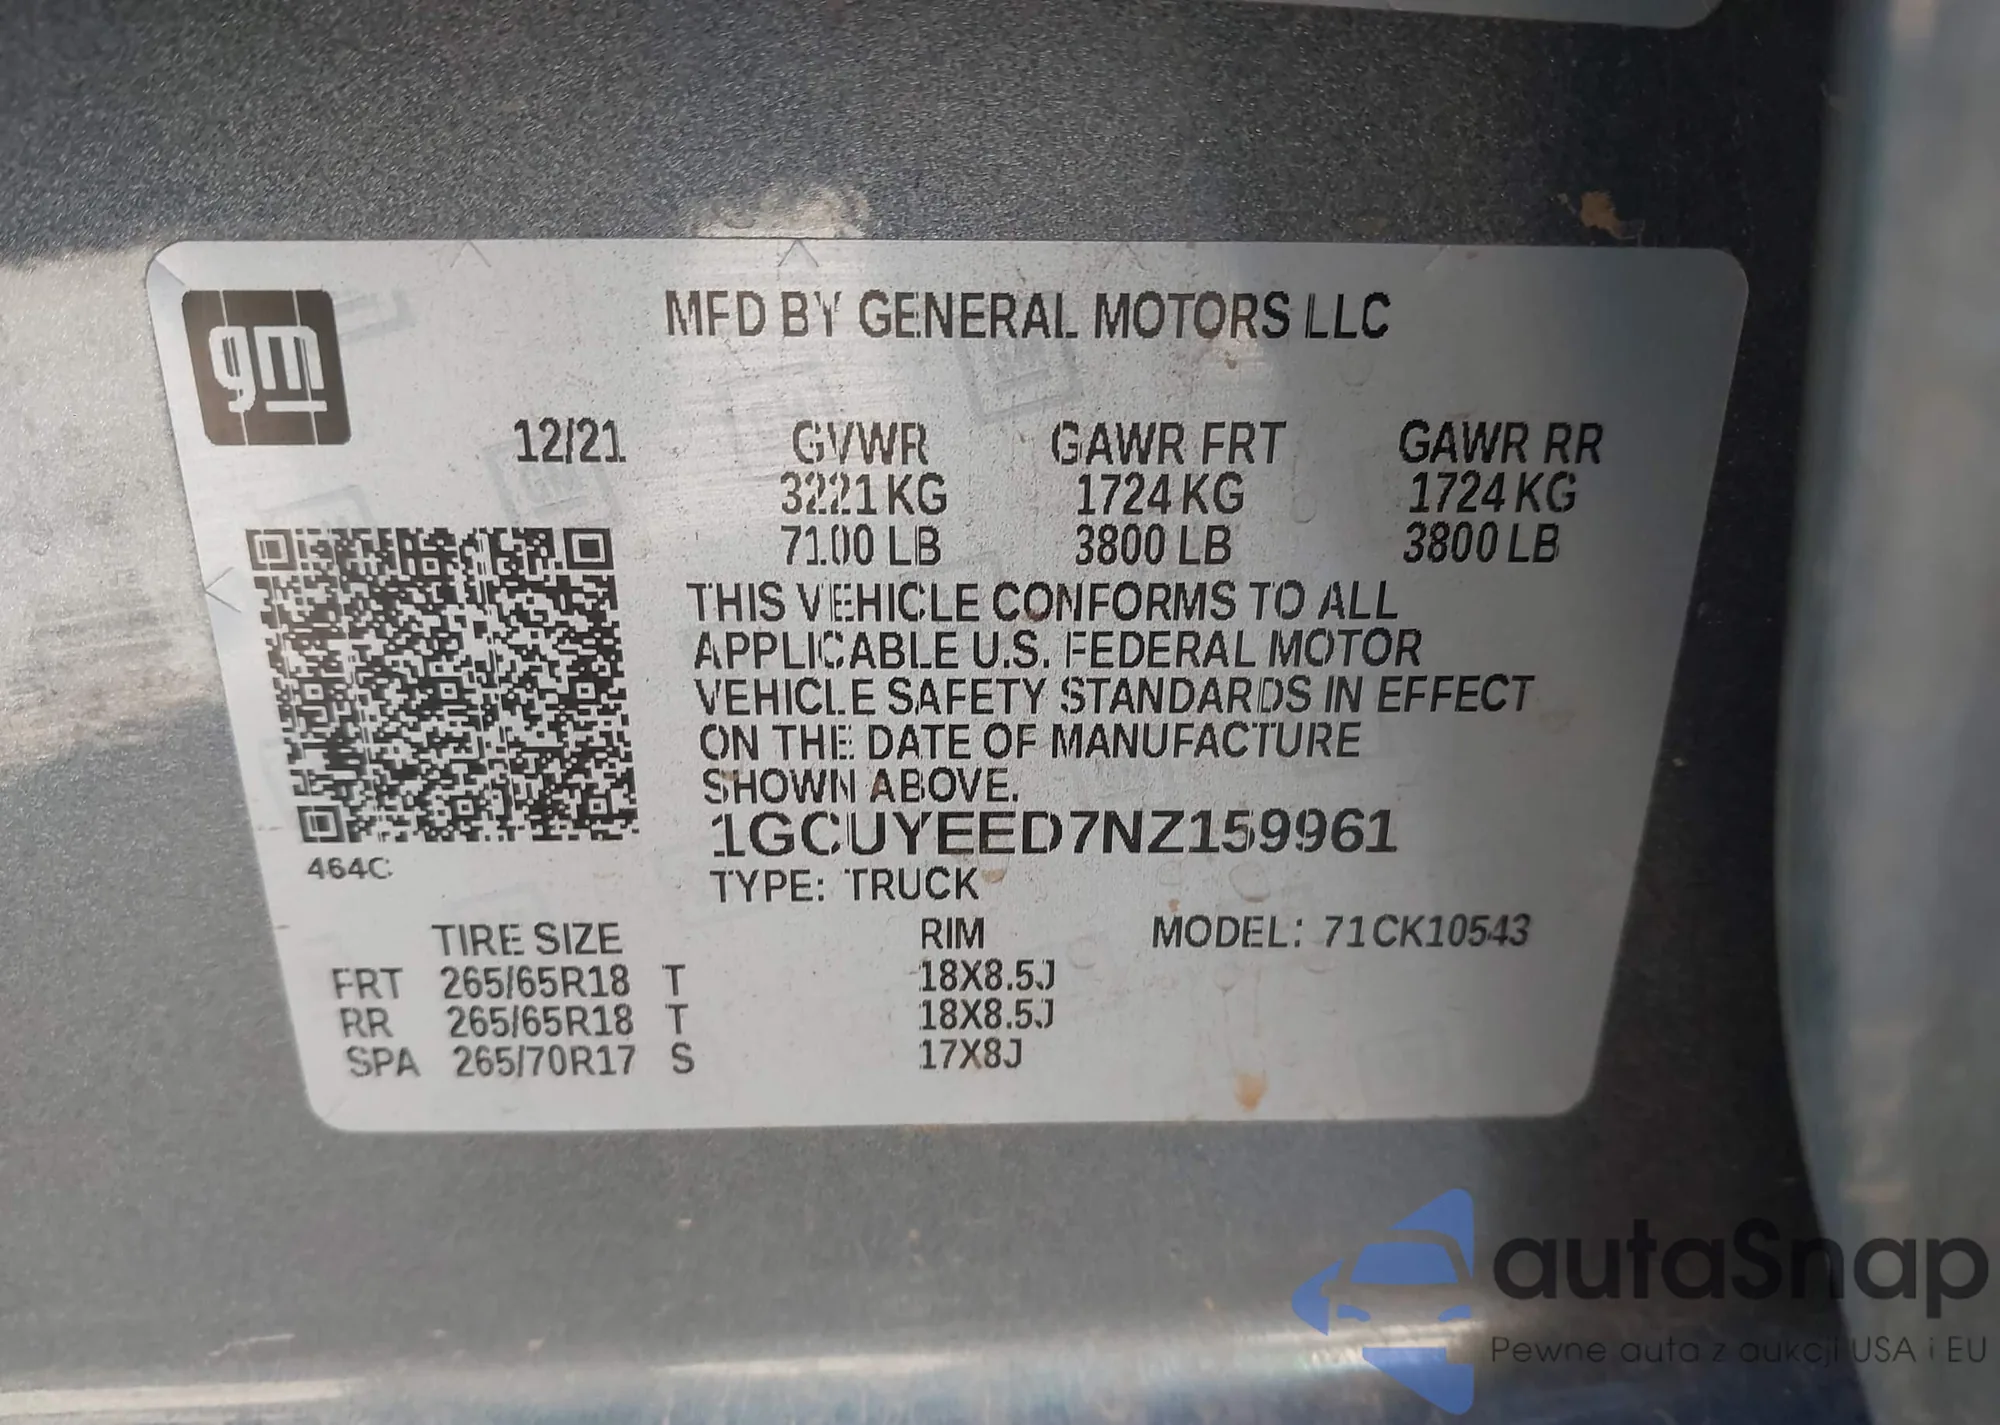 gm
MFD BY GENERAL MOTORS LLC
12/21 GVWR GAWR FRT GAWR RR
3221 KG 1724 KG 1724 KG
7100 LB 3800 LB 3800 LB
THIS VEHICLE CONFORMS TO ALL
APPLICABLE U.S. FEDERAL MOTOR
VEHICLE SAFETY STANDARDS IN EFFECT
ON THE DATE OF MANUFACTURE
SHOWN ABOVE.
1GCUYEED7NZ159961
464C
TYPE: TRUCK
TIRE SIZE RIM MODEL: 71CK10543
FRT 265/65R18 T 18X8.5J
RR 265/65R18 T 18X8.5J
SPA 265/70R17 S 17X8J
autaSnap
Pewne auta z aukcji USA i EU